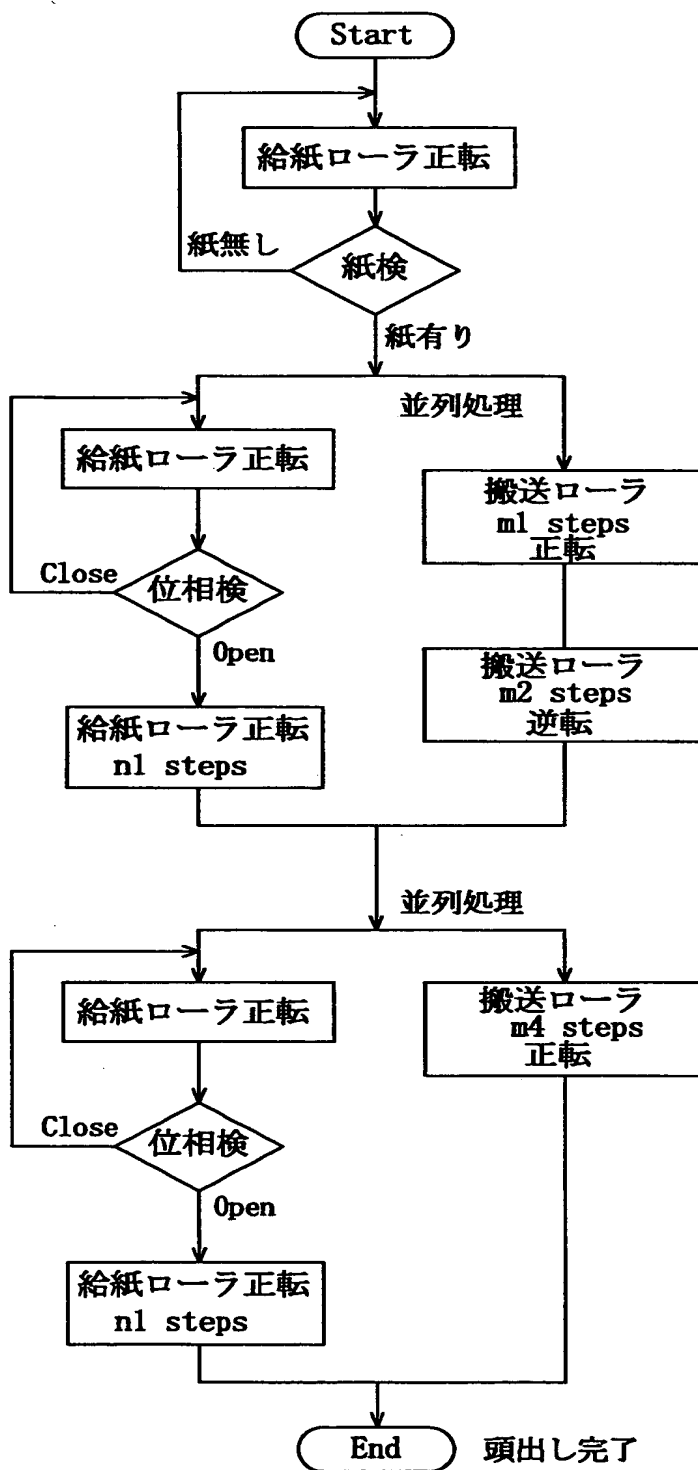 Start
給紙ローラ正転
紙無し
紙検
紙有り
並列処理
給紙ローラ正転
搬送ローラ
m1 steps
正転
Close
位相検
Open
搬送ローラ
m2 steps
逆転
給紙ローラ正転
n1 steps
並列処理
給紙ローラ正転
搬送ローラ
m4 steps
正転
Close
位相検
Open
給紙ローラ正転
n1 steps
End
頭出し完了